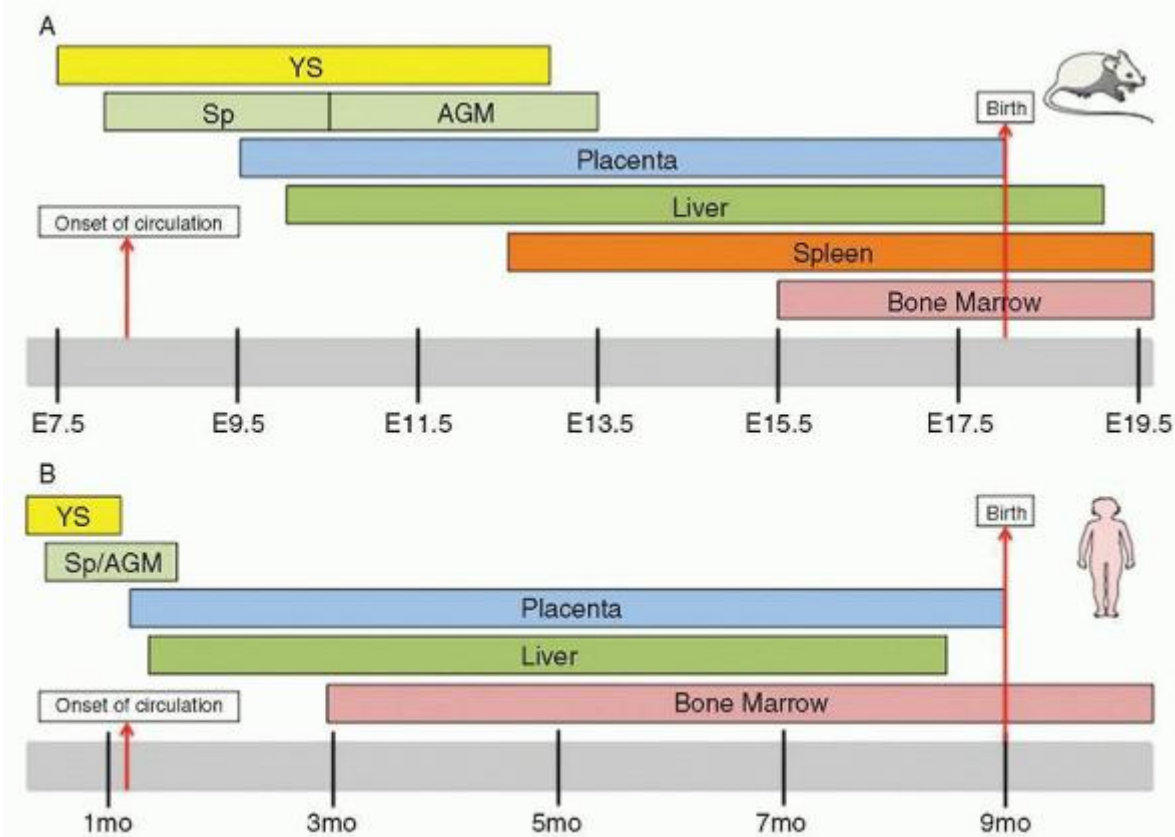 A
YS
Sp AGM
Birth
Placenta
Liver
Onset of circulation
Spleen
Bone Marrow
E7.5 E9.5 E11.5 E13.5 E15.5 E17.5 E19.5
B
YS
Birth
Sp/AGM
Placenta
Liver
Onset of circulation
Bone Marrow
1mo 3mo 5mo 7mo 9mo